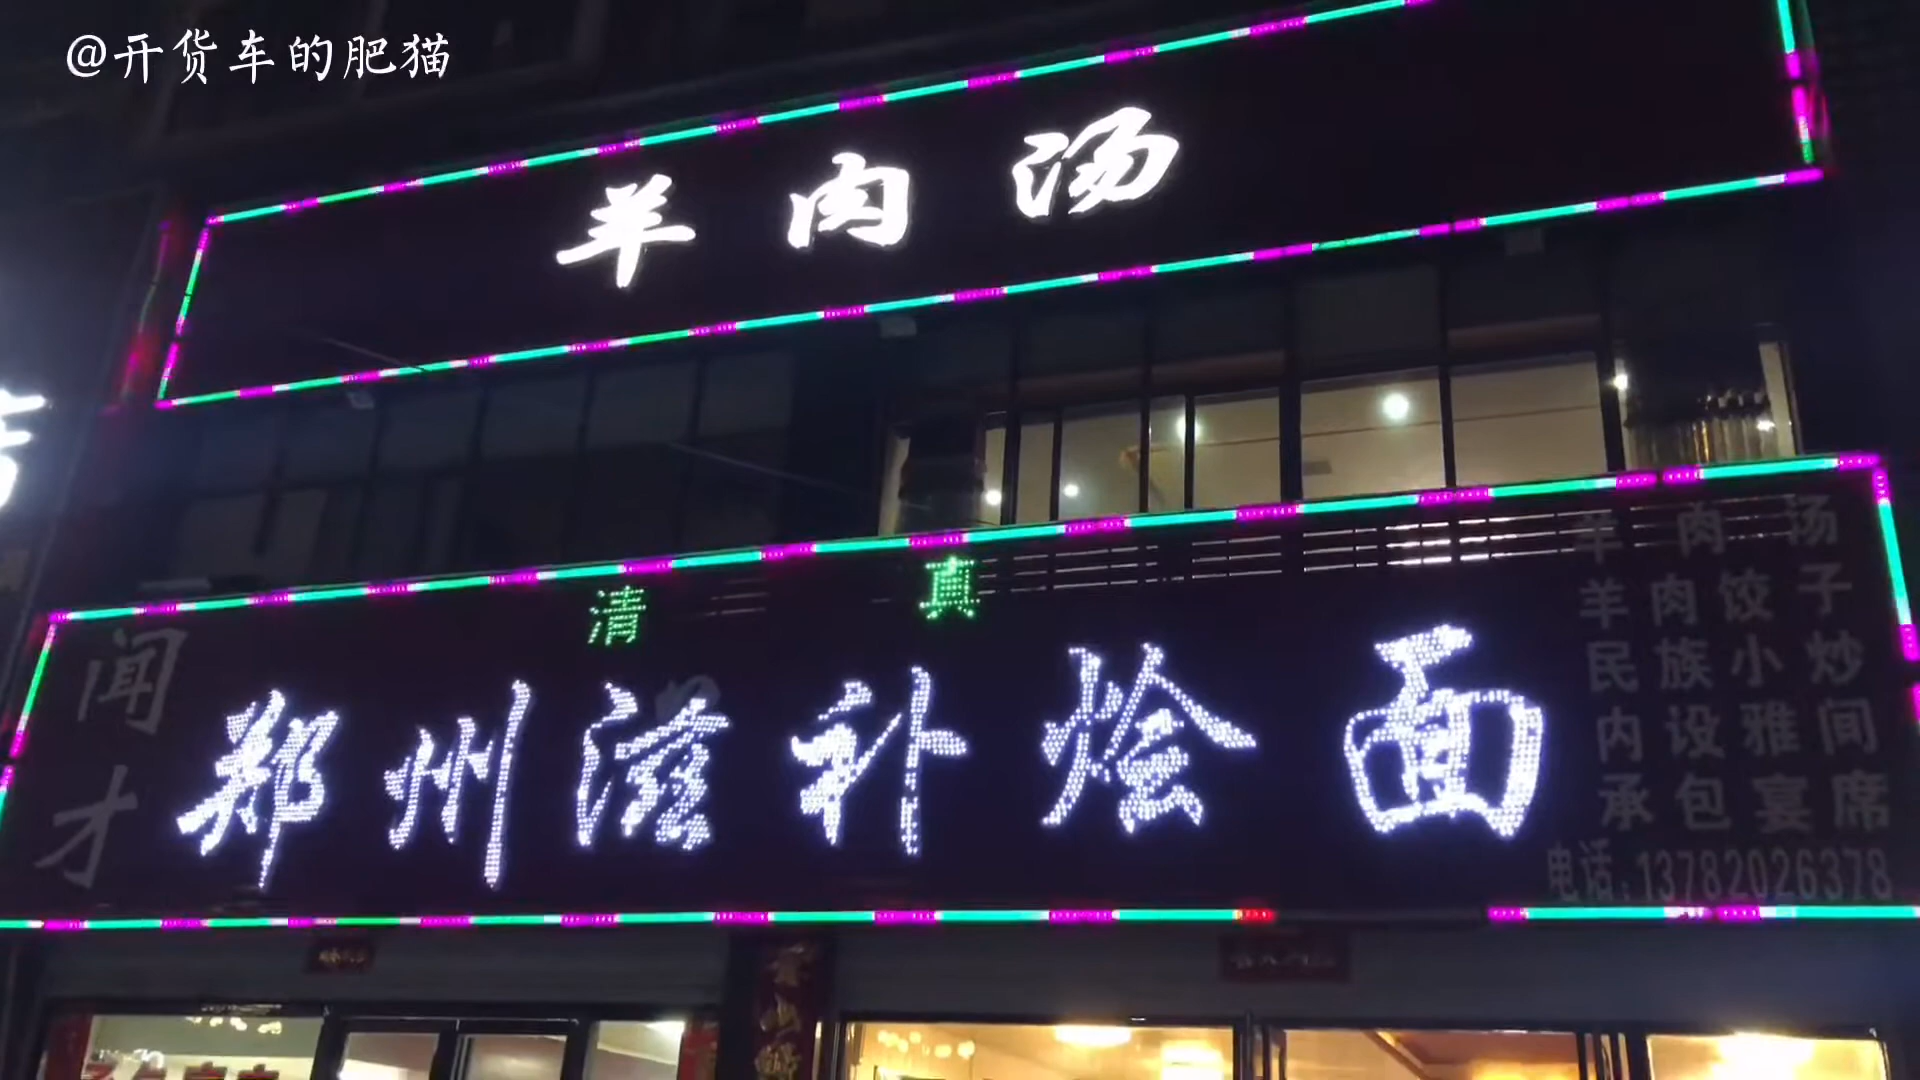 @开货车的肥猫
羊肉汤
清真
闻才
郑州滋补烩面
羊肉汤
羊肉饺子
民族小炒
内设雅间
承包宴席
电话:13782026378